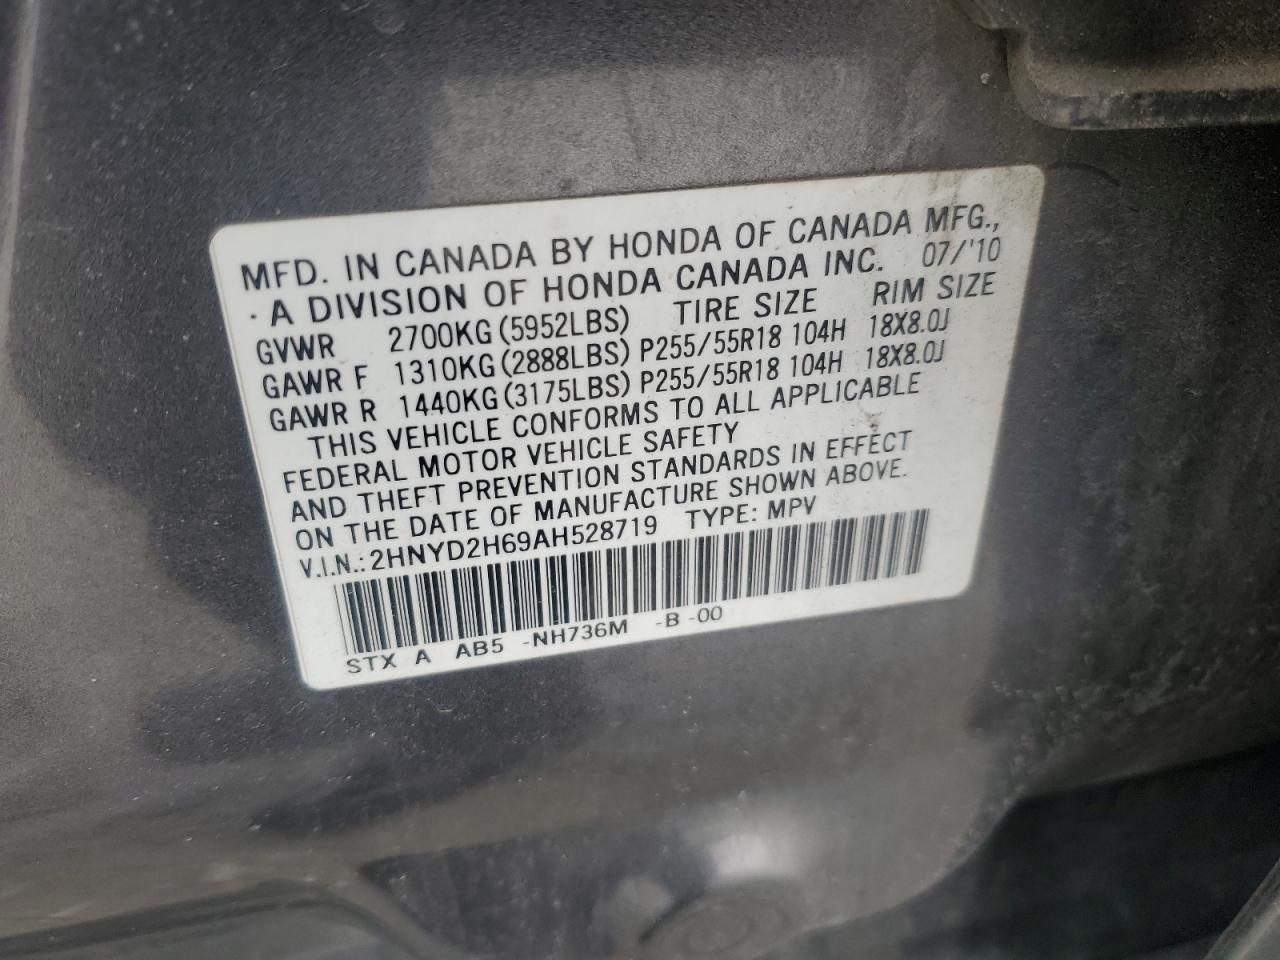 MFD. IN CANADA BY HONDA OF CANADA MFG.,
· A DIVISION OF HONDA CANADA INC. 07/'10
GVWR 2700KG (5952LBS) TIRE SIZE RIM SIZE
GAWR F 1310KG (2888LBS) P255/55R18 104H 18X8.0J
GAWR R 1440KG (3175LBS) P255/55R18 104H 18X8.0J
THIS VEHICLE CONFORMS TO ALL APPLICABLE
FEDERAL MOTOR VEHICLE SAFETY
AND THEFT PREVENTION STANDARDS IN EFFECT
ON THE DATE OF MANUFACTURE SHOWN ABOVE.
V.I.N.: 2HNYD2H69AH528719 TYPE: MPV
STX A AB5 -NH736M -B -00